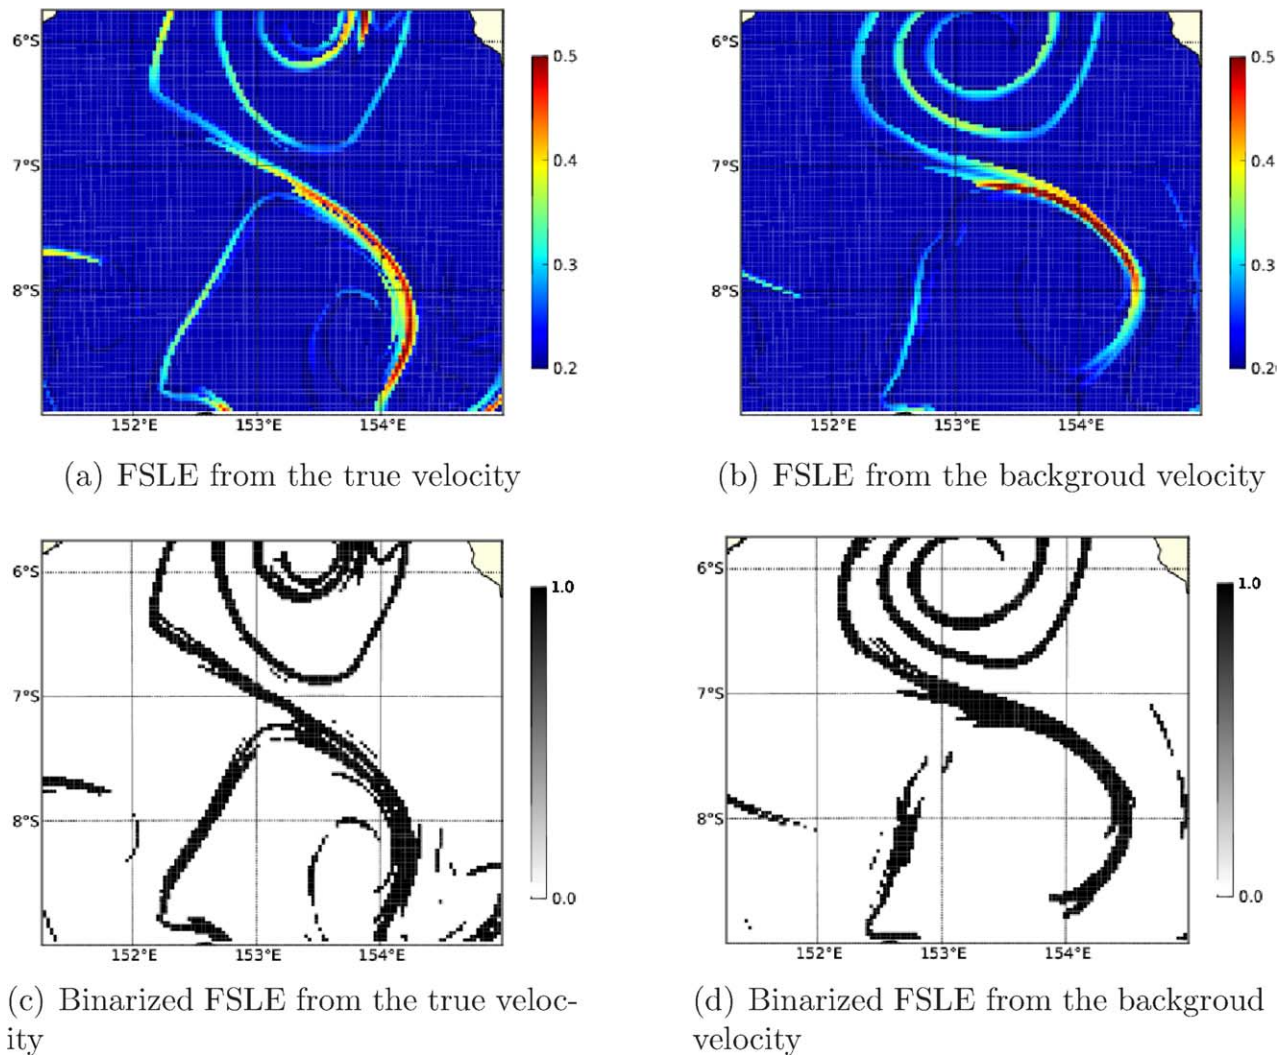 6°S
7°S
8°S
152°E 153°E 154°E
0.5
0.4
0.3
0.2
6°S
7°S
8°S
152°E 153°E 154°E
0.5
0.4
0.3
0.20
(a) FSLE from the true velocity
(b) FSLE from the backgroud velocity
6°S
7°S
8°S
152°E 153°E 154°E
1.0
0.0
6°S
7°S
8°S
152°E 153°E 154°E
1.0
0.0
(c) Binarized FSLE from the true veloc-
ity
(d) Binarized FSLE from the backgroud
velocity